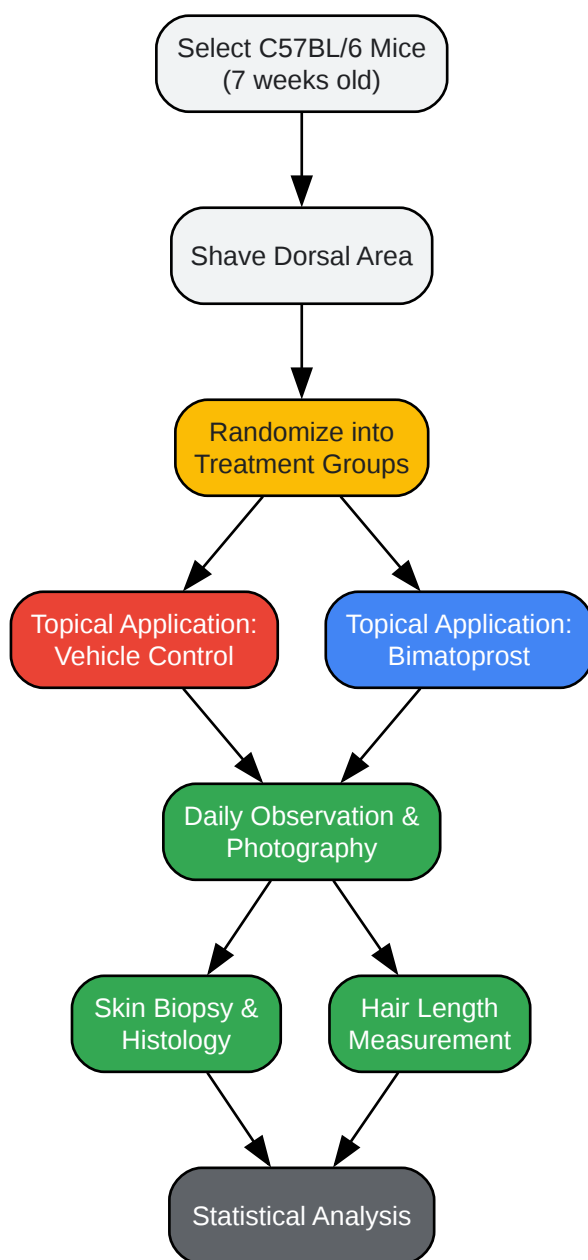 Select C57BL/6 Mice
(7 weeks old)
Shave Dorsal Area
Randomize into
Treatment Groups
Topical Application:
Vehicle Control
Topical Application:
Bimatoprost
Daily Observation &
Photography
Skin Biopsy &
Histology
Hair Length
Measurement
Statistical Analysis